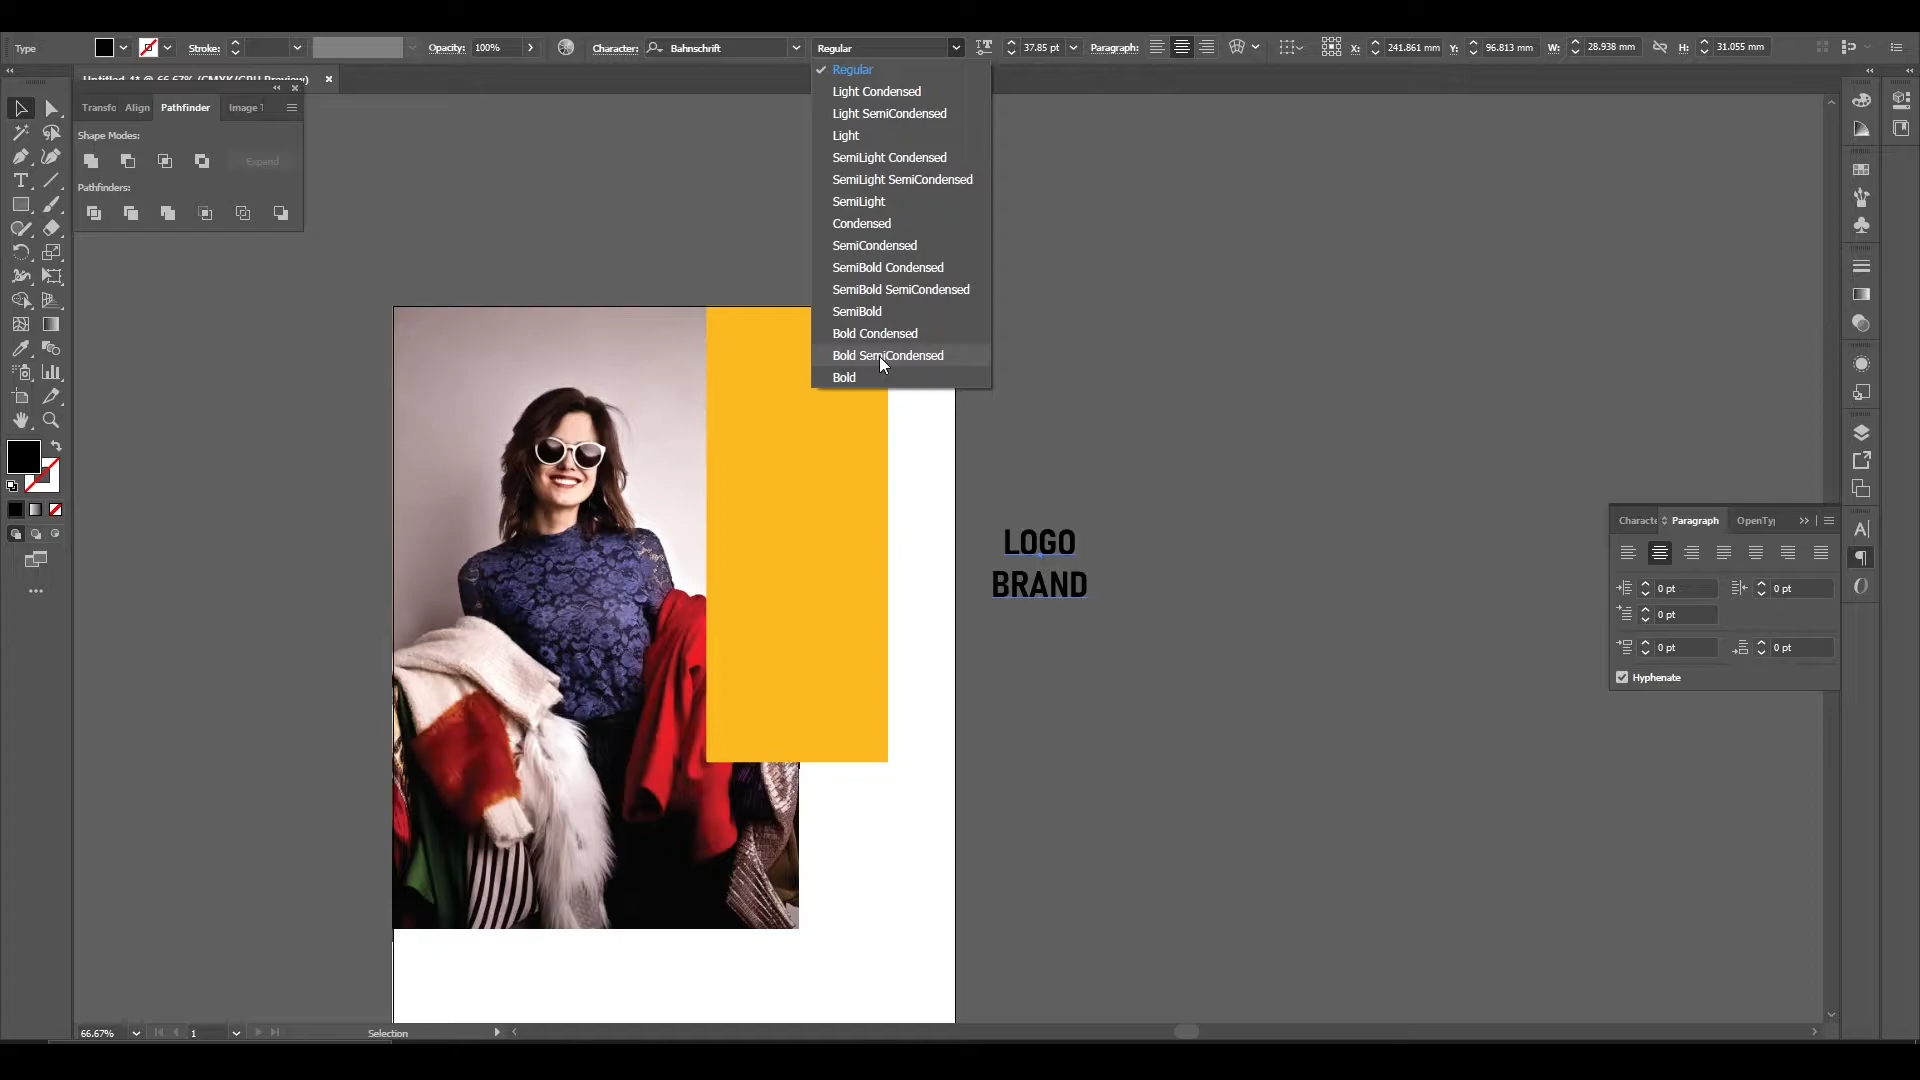 Type
Stroke:
Opacity: 100%
Character: Bahnschrift
Regular
37.85 pt
Paragraph:
X: 241.861 mm
Y: 96.813 mm
W: 28.938 mm
H: 31.055 mm
Untitled-1* @ 66.67% (CMYK/GPU Preview)
Transfo Align Pathfinder Image T
Shape Modes:
Expand
Pathfinders:
Regular
Light Condensed
Light SemiCondensed
Light
SemiLight Condensed
SemiLight SemiCondensed
SemiLight
Condensed
SemiCondensed
SemiBold Condensed
SemiBold SemiCondensed
SemiBold
Bold Condensed
Bold SemiCondensed
Bold
LOGO
BRAND
Characte Paragraph OpenTy
0 pt 0 pt
0 pt
0 pt 0 pt
Hyphenate
66.67% 1 Selection